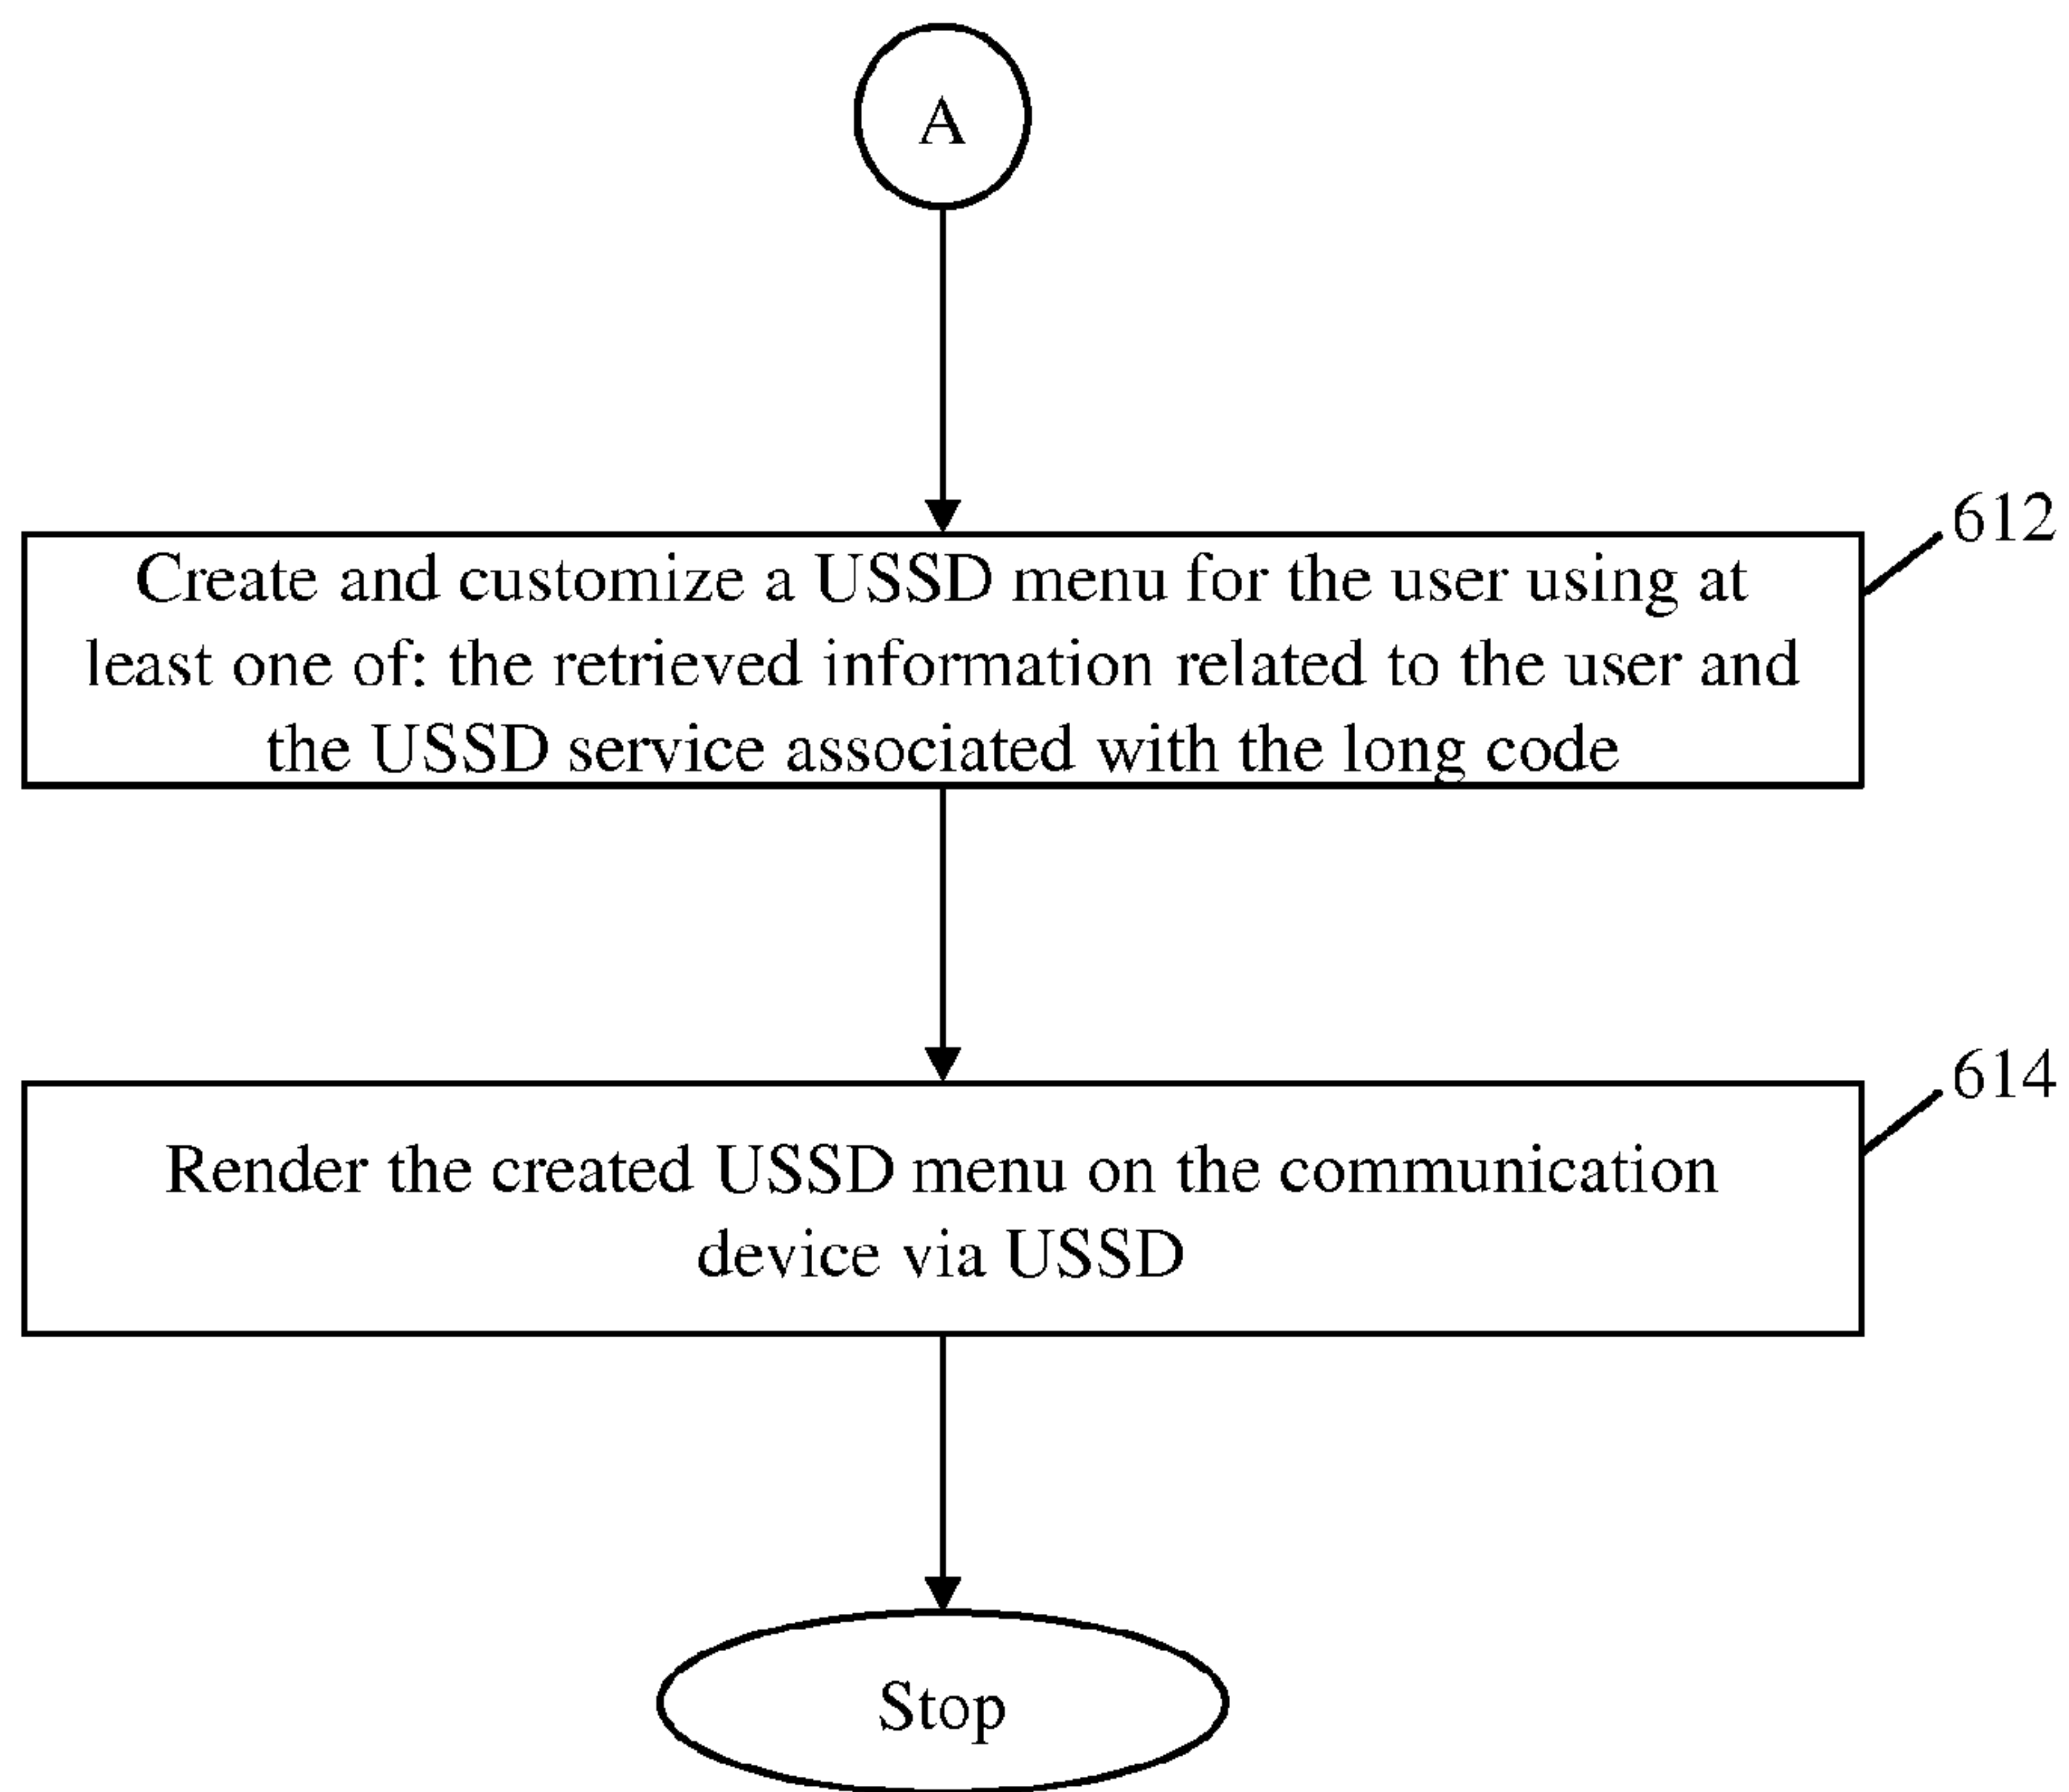 A
612
Create and customize a USSD menu for the user using at
least one of: the retrieved information related to the user and
the USSD service associated with the long code
614
Render the created USSD menu on the communication
device via USSD
Stop